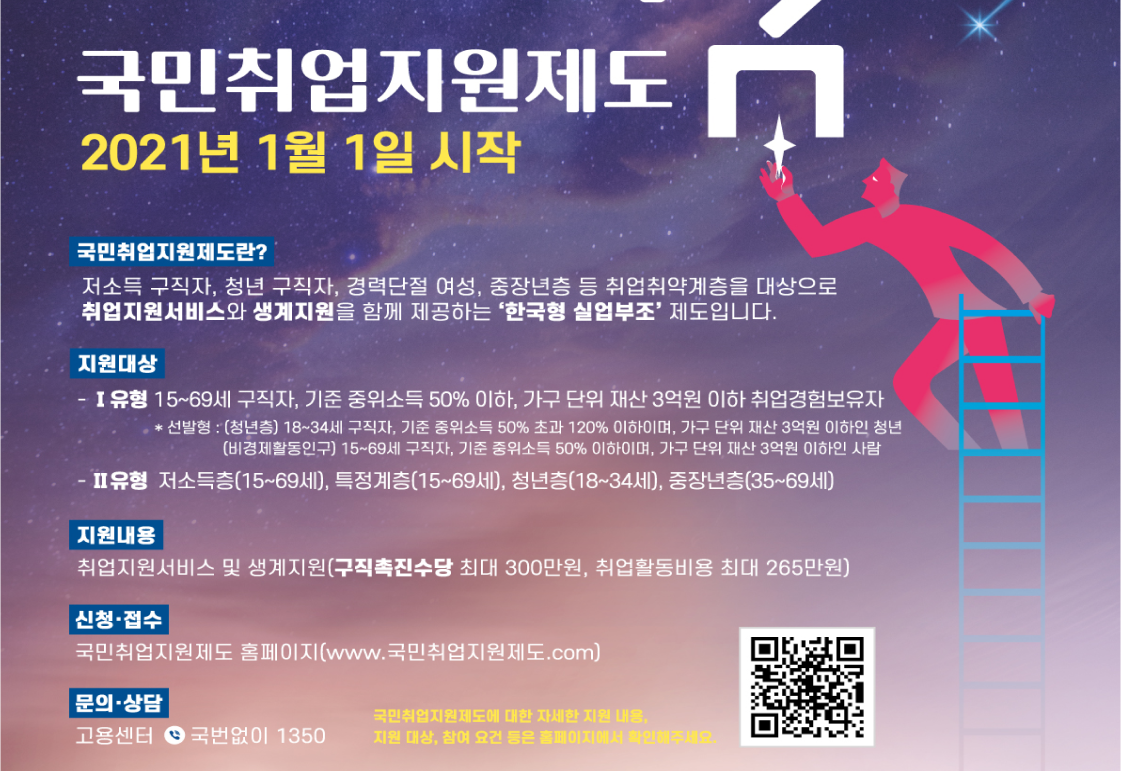 국민취업지원제도
2021년 1월 1일 시작
국민취업지원제도란?
저소득 구직자, 청년 구직자, 경력단절 여성, 중장년층 등 취업취약계층을 대상으로
취업지원서비스와 생계지원을 함께 제공하는 ‘한국형 실업부조’ 제도입니다.
지원대상
- Ⅰ유형 15~69세 구직자, 기준 중위소득 50% 이하, 가구 단위 재산 3억원 이하 취업경험보유자
* 선발형 : (청년층) 18~34세 구직자, 기준 중위소득 50% 초과 120% 이하이며, 가구 단위 재산 3억원 이하인 청년
(비경제활동인구) 15~69세 구직자, 기준 중위소득 50% 이하이며, 가구 단위 재산 3억원 이하인 사람
- Ⅱ유형 저소득층(15~69세), 특정계층(15~69세), 청년층(18~34세), 중장년층(35~69세)
지원내용
취업지원서비스 및 생계지원(구직촉진수당 최대 300만원, 취업활동비용 최대 265만원)
신청·접수
국민취업지원제도 홈페이지(www.국민취업지원제도.com)
문의·상담
고용센터 국번없이 1350
국민취업지원제도에 대한 자세한 지원 내용,
지원 대상, 참여 요건 등은 홈페이지에서 확인해주세요.